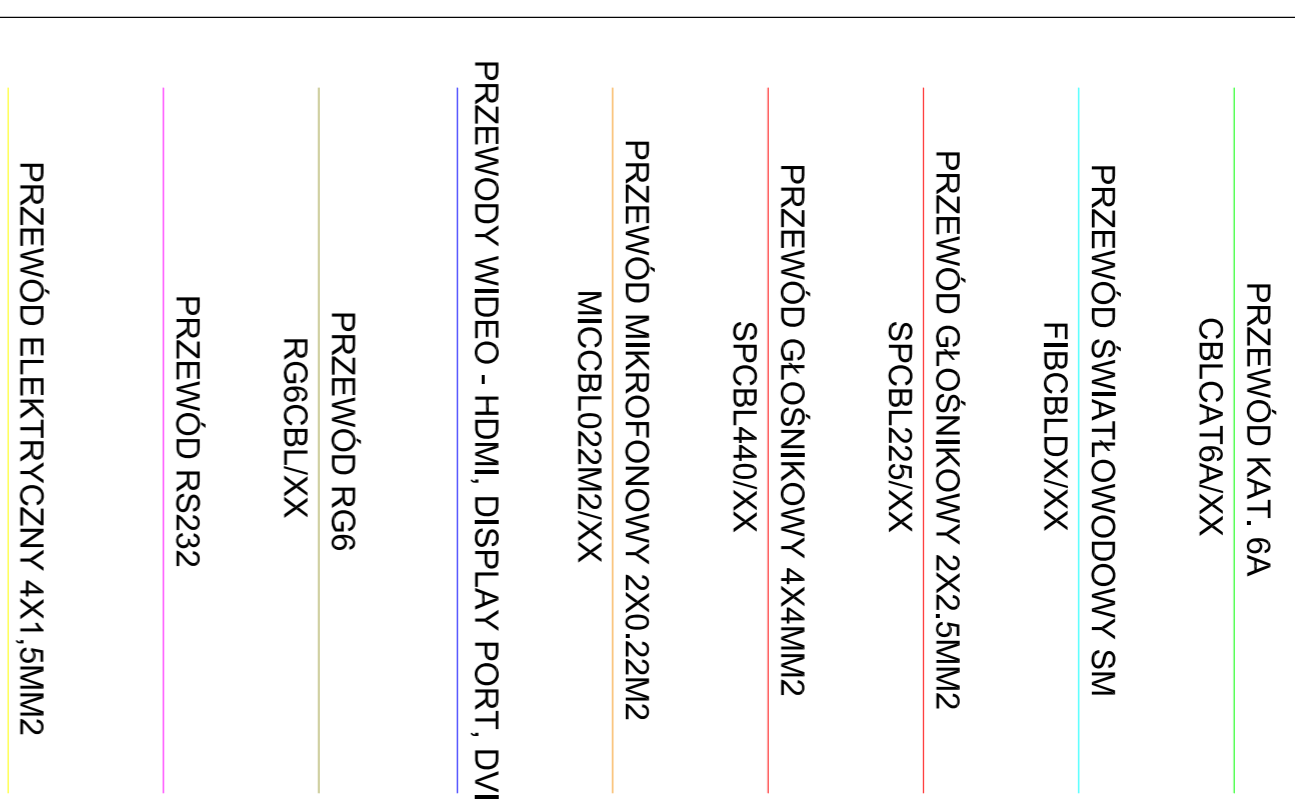 PRZEWÓD KAT. 6A
CBLCAT6A/XX
PRZEWÓD ŚWIATŁOWODOWY SM
FIBCBLDX/XX
PRZEWÓD GŁOŚNIKOWY 2X2.5MM2
SPCBL225/XX
PRZEWÓD GŁOŚNIKOWY 4X4MM2
SPCBL440/XX
PRZEWÓD MIKROFONOWY 2X0.22M2
MICCBL022M2/XX
PRZEWODY WIDEO - HDMI, DISPLAY PORT, DVI
PRZEWÓD RG6
RG6CBL/XX
PRZEWÓD RS232
PRZEWÓD ELEKTRYCZNY 4X1,5MM2